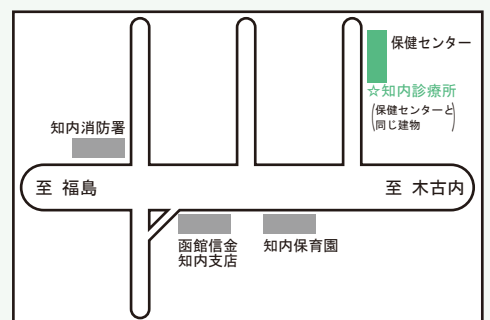 保健センター
☆知内診療所
(保健センターと
同じ建物)
知内消防署
至 福島
至 木古内
函館信金
知内支店
知内保育園